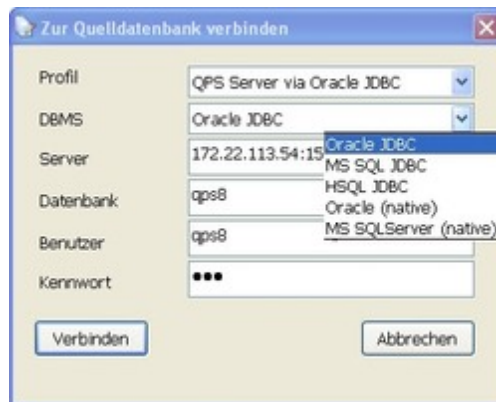 Zur Quelldatenbank verbinden
Profil
QPS Server via Oracle JDBC
DBMS
Oracle JDBC
Oracle JDBC
MS SQL JDBC
HSQL JDBC
Oracle (native)
MS SQLServer (native)
Server
172.22.113.54:15
Datenbank
qps8
Benutzer
qps8
Kennwort
●●●
Verbinden
Abbrechen